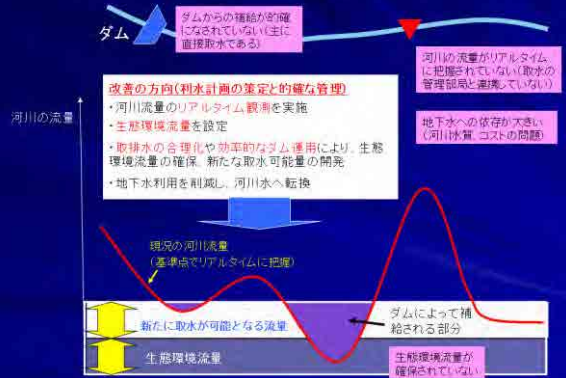 ダム
ダムからの補給が的確
になされていない(主に
直接取水である)
河川の流量がリアルタイム
に把握されていない(取水の
管理部局と連携していない)
改善の方向(利水計画の策定と的確な管理)
・河川流量のリアルタイム観測を実施
・生態環境流量を設定
・取排水の合理化や効率的なダム運用により、生態
環境流量の確保、新たな取水可能量の開発
・地下水利用を削減し、河川水へ転換
地下水への依存が大きい
(河川水質、コストの問題)
河川の流量
現況の河川流量
(基準点でリアルタイムに把握)
新たに取水が可能となる流量
ダムによって補
給される部分
生態環境流量
生態環境流量が
確保されていない